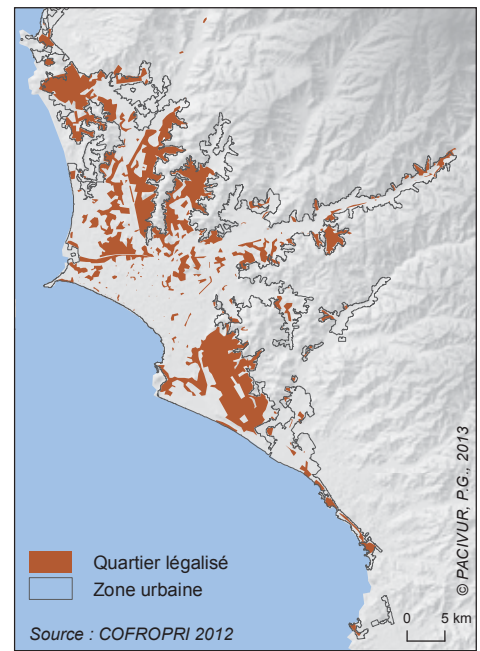 Quartier légalisé
Zone urbaine
Source : COFROPRI 2012
0 5 km
© PACIVUR, P.G., 2013